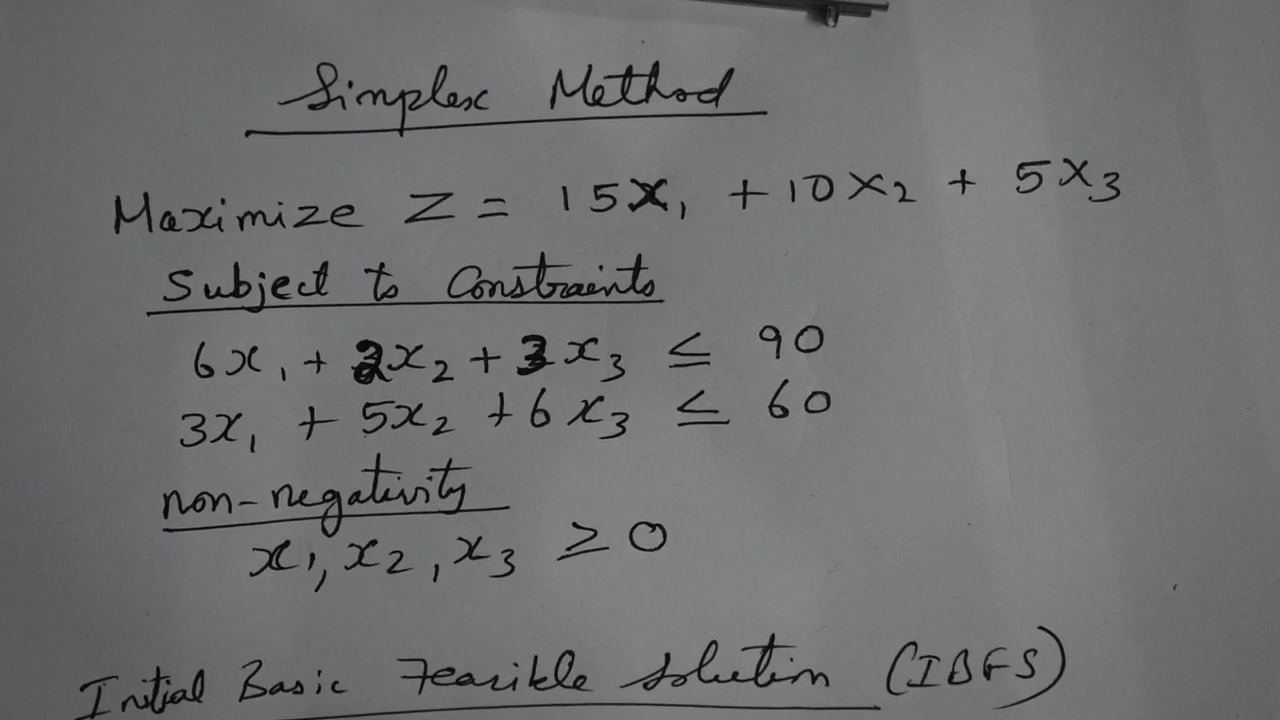 Simplex Method
Maximize Z = 15X₁ + 10X₂ + 5X₃
Subject to Constraints
6x₁ + 2x₂ + 3x₃ ≤ 90
3x₁ + 5x₂ + 6x₃ ≤ 60
non-negativity
x₁, x₂, x₃ ≥ 0
Initial Basic Feasible Solution (IBFS)